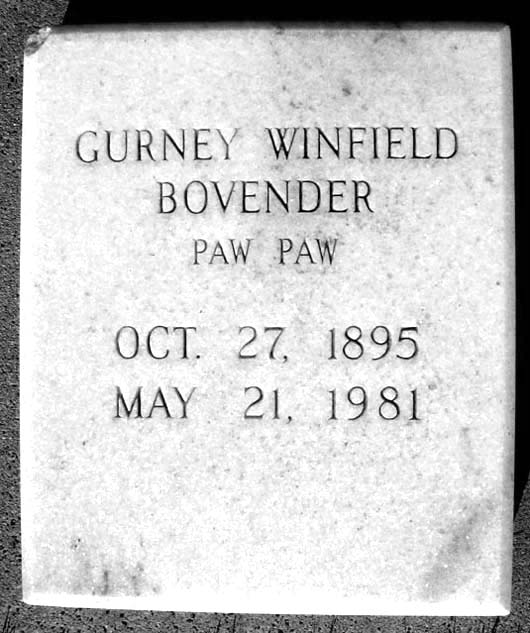 GURNEY WINFIELD
BOVENDER
PAW PAW
OCT. 27, 1895
MAY 21, 1981